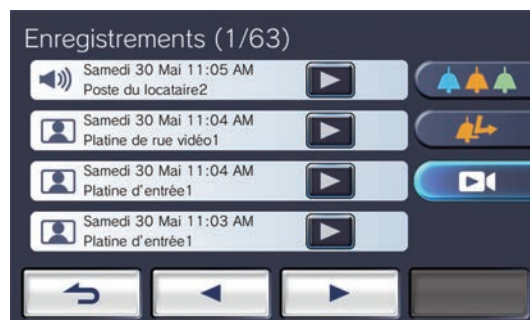 Enregistrements (1/63)
Samedi 30 Mai 11:05 AM
Poste du locataire2
Samedi 30 Mai 11:04 AM
Platine de rue vidéo1
Samedi 30 Mai 11:04 AM
Platine d'entrée1
Samedi 30 Mai 11:03 AM
Platine d'entrée1